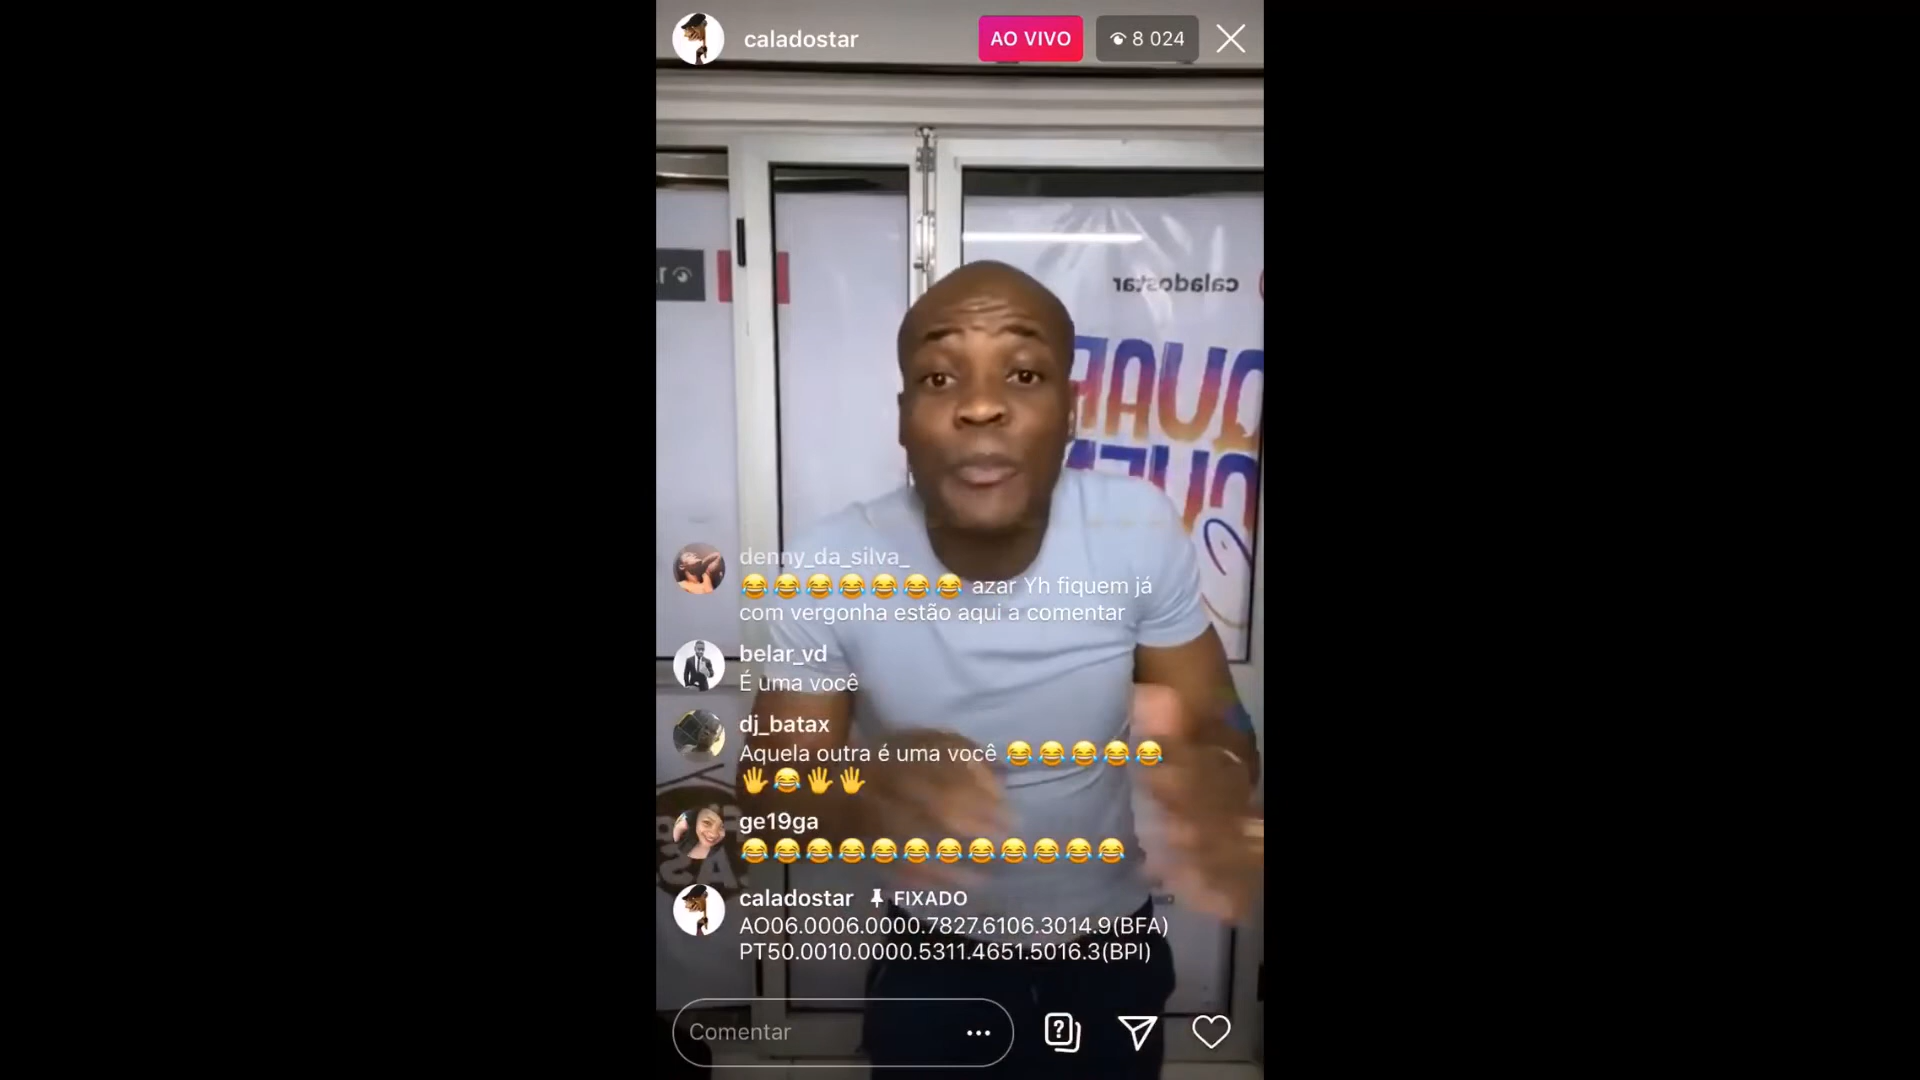 caladostar
AO VIVO
8 024
caladostar
QUAR
denny_da_silva_
😂😂😂😂😂😂😂 azar Yh fiquem já
com vergonha estão aqui a comentar
belar_vd
É uma você
dj_batax
Aquela outra é uma você 😂😂😂😂😂
🖐😂🖐🖐
ge19ga
😂😂😂😂😂😂😂😂😂😂😂😂
caladostar FIXADO
AO06.0006.0000.7827.6106.3014.9(BFA)
PT50.0010.0000.5311.4651.5016.3(BPI)
Comentar